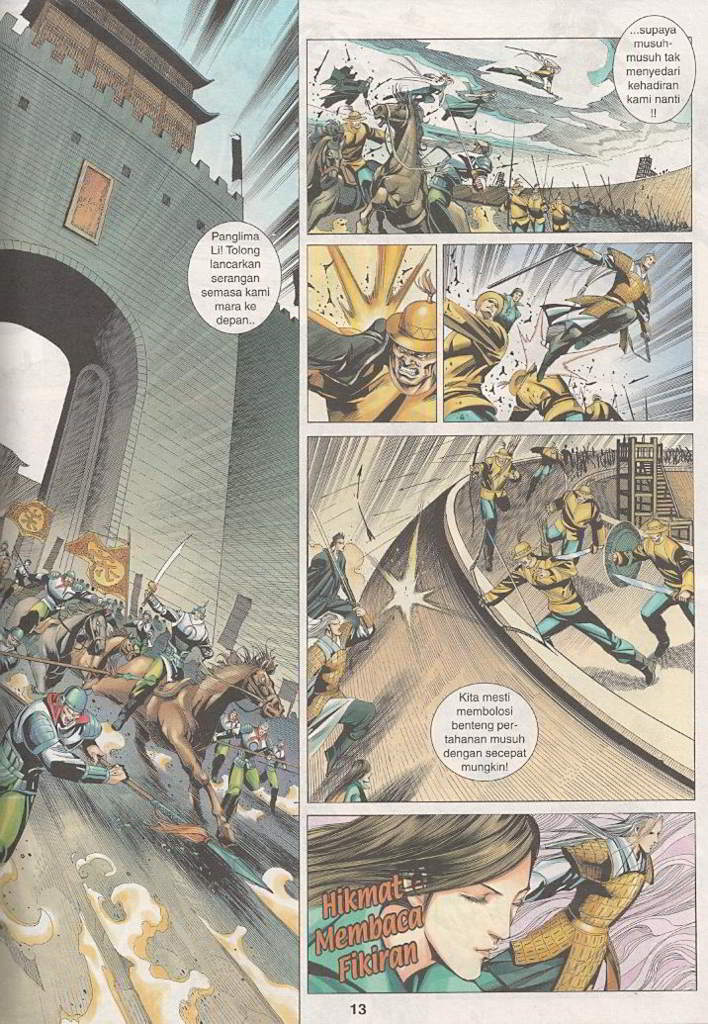 Panglima
Li! Tolong
lancarkan
serangan
semasa kami
mara ke
depan..
...supaya
musuh-
musuh tak
menyedari
kehadiran
kami nanti
!!
Kita mesti
membolosi
benteng per-
tahanan musuh
dengan secepat
mungkin!
Hikmat
Membaca
Fikiran
13